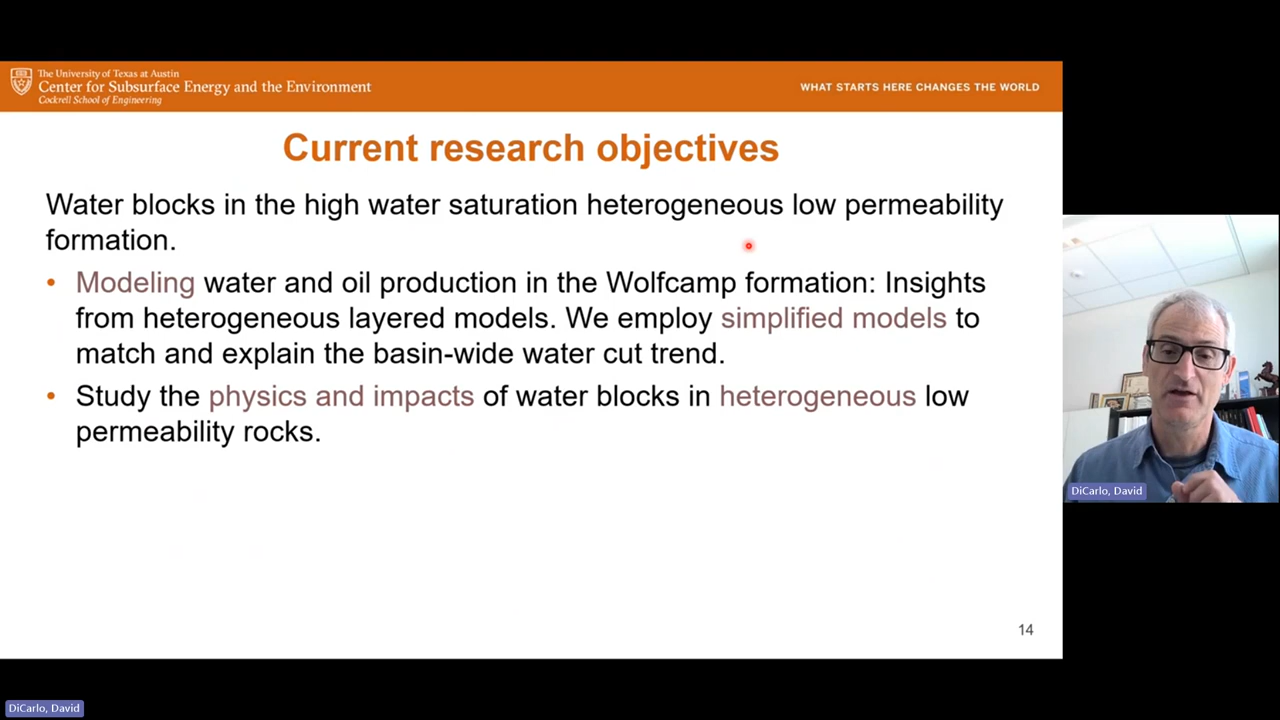 The University of Texas at Austin
Center for Subsurface Energy and the Environment
Cockrell School of Engineering
WHAT STARTS HERE CHANGES THE WORLD
Current research objectives
Water blocks in the high water saturation heterogeneous low permeability
formation.
• Modeling water and oil production in the Wolfcamp formation: Insights
from heterogeneous layered models. We employ simplified models to
match and explain the basin-wide water cut trend.
• Study the physics and impacts of water blocks in heterogeneous low
permeability rocks.
14
DiCarlo, David
DiCarlo, David